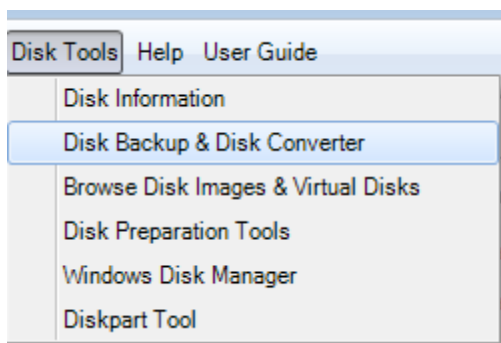 Disk Tools Help User Guide
Disk Information
Disk Backup & Disk Converter
Browse Disk Images & Virtual Disks
Disk Preparation Tools
Windows Disk Manager
Diskpart Tool